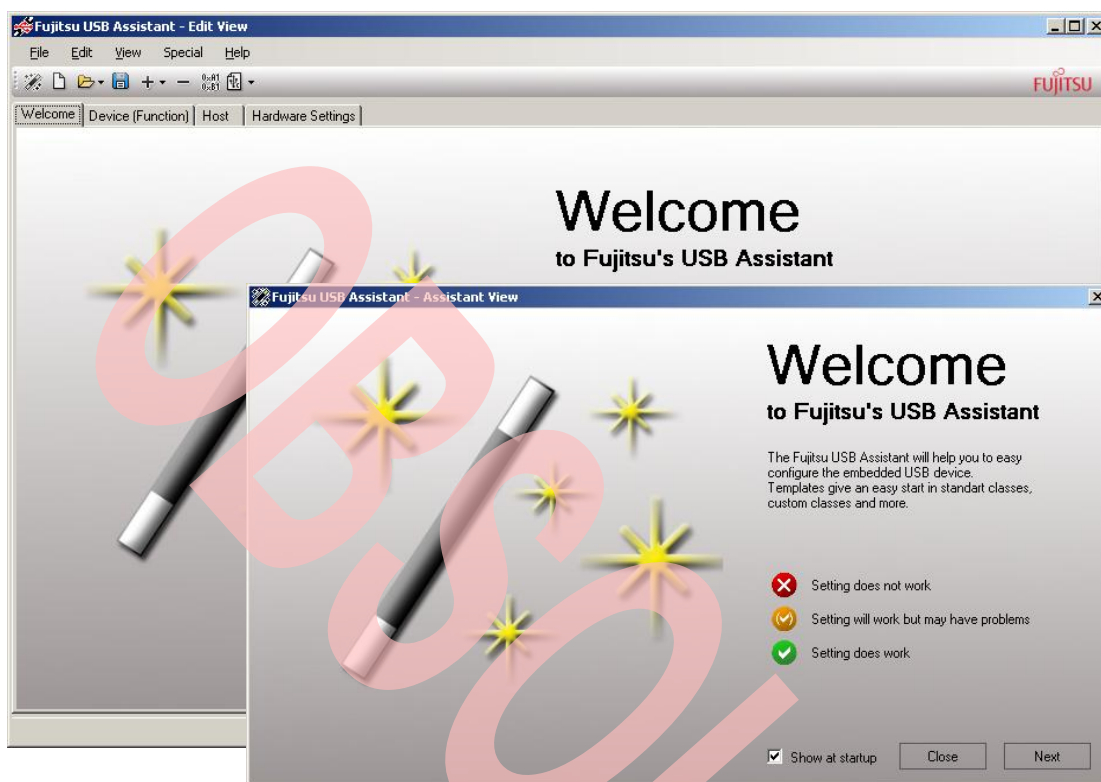 Fujitsu USB Assistant - Edit View
File Edit View Special Help
0xA1
0xB1
FUJITSU
Welcome Device (Function) Host Hardware Settings
Welcome
to Fujitsu's USB Assistant
Fujitsu USB Assistant - Assistant View
Welcome
to Fujitsu's USB Assistant
The Fujitsu USB Assistant will help you to easy
configure the embedded USB device.
Templates give an easy start in standart classes,
custom classes and more.
Setting does not work
Setting will work but may have problems
Setting does work
Show at startup Close Next
OBSOL